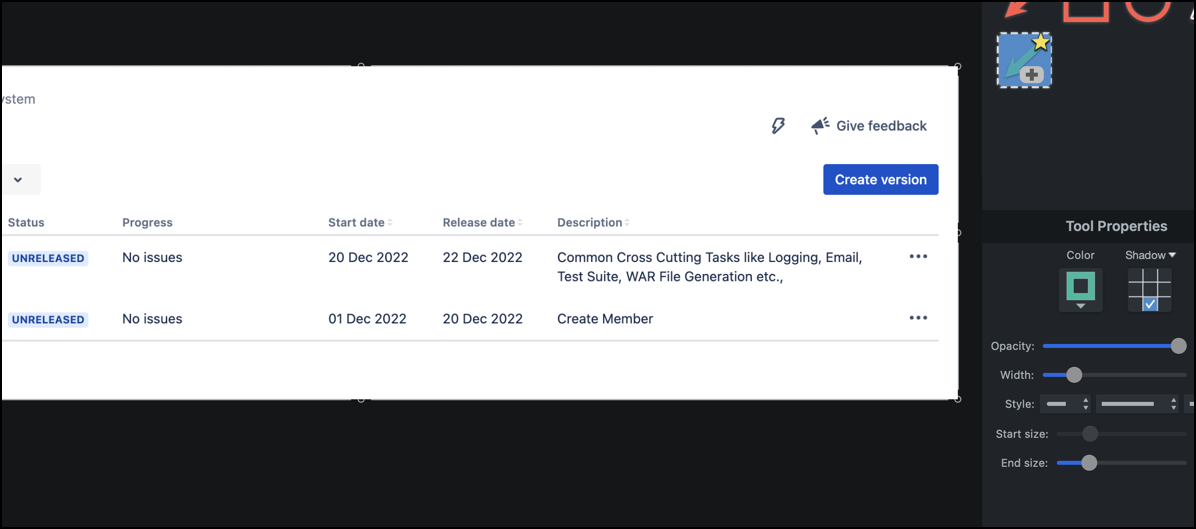 ystem
Give feedback
Create version
Status Progress Start date Release date Description
UNRELEASED No issues 20 Dec 2022 22 Dec 2022 Common Cross Cutting Tasks like Logging, Email,
Test Suite, WAR File Generation etc.,
UNRELEASED No issues 01 Dec 2022 20 Dec 2022 Create Member
Tool Properties
Color Shadow
Opacity:
Width:
Style:
Start size:
End size: